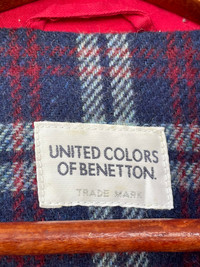 UNITED COLORS
OF BENETTON.
TRADE MARK